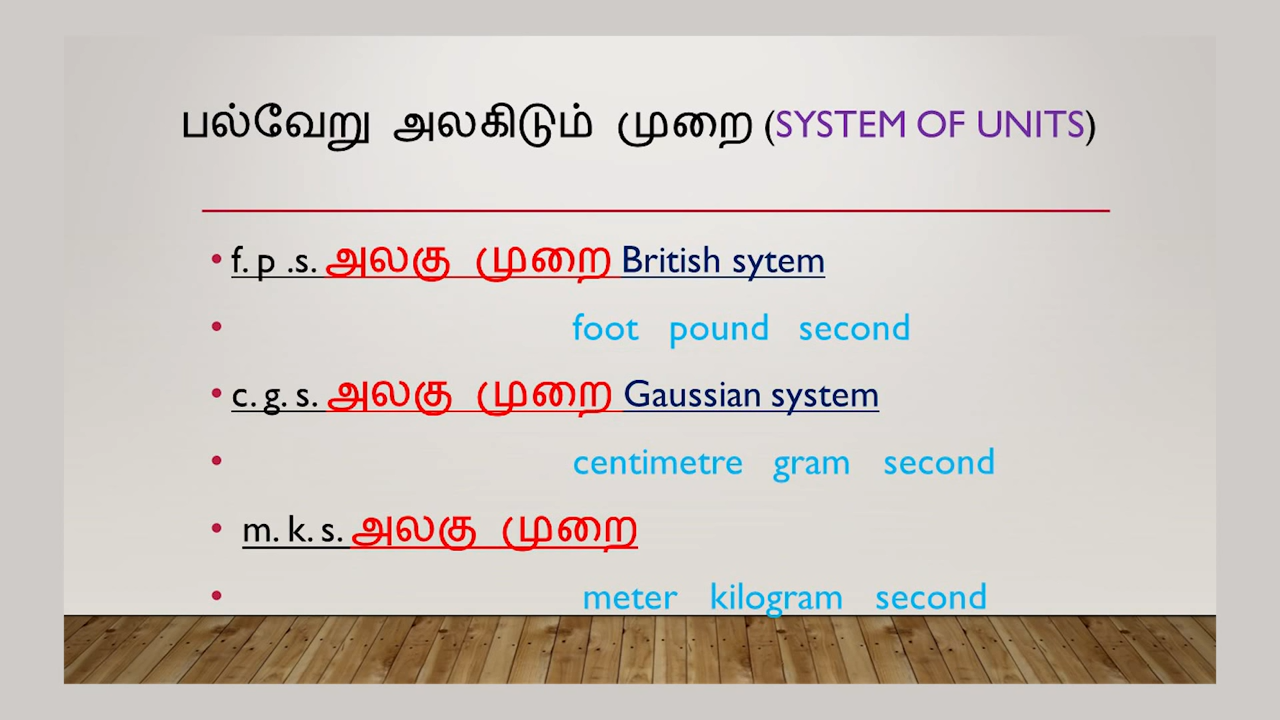 பல்வேறு அலகிடும் முறை (SYSTEM OF UNITS)
• f. p .s. அலகு முறை British sytem
• foot pound second
• c. g. s. அலகு முறை Gaussian system
• centimetre gram second
• m. k. s. அலகு முறை
• meter kilogram second